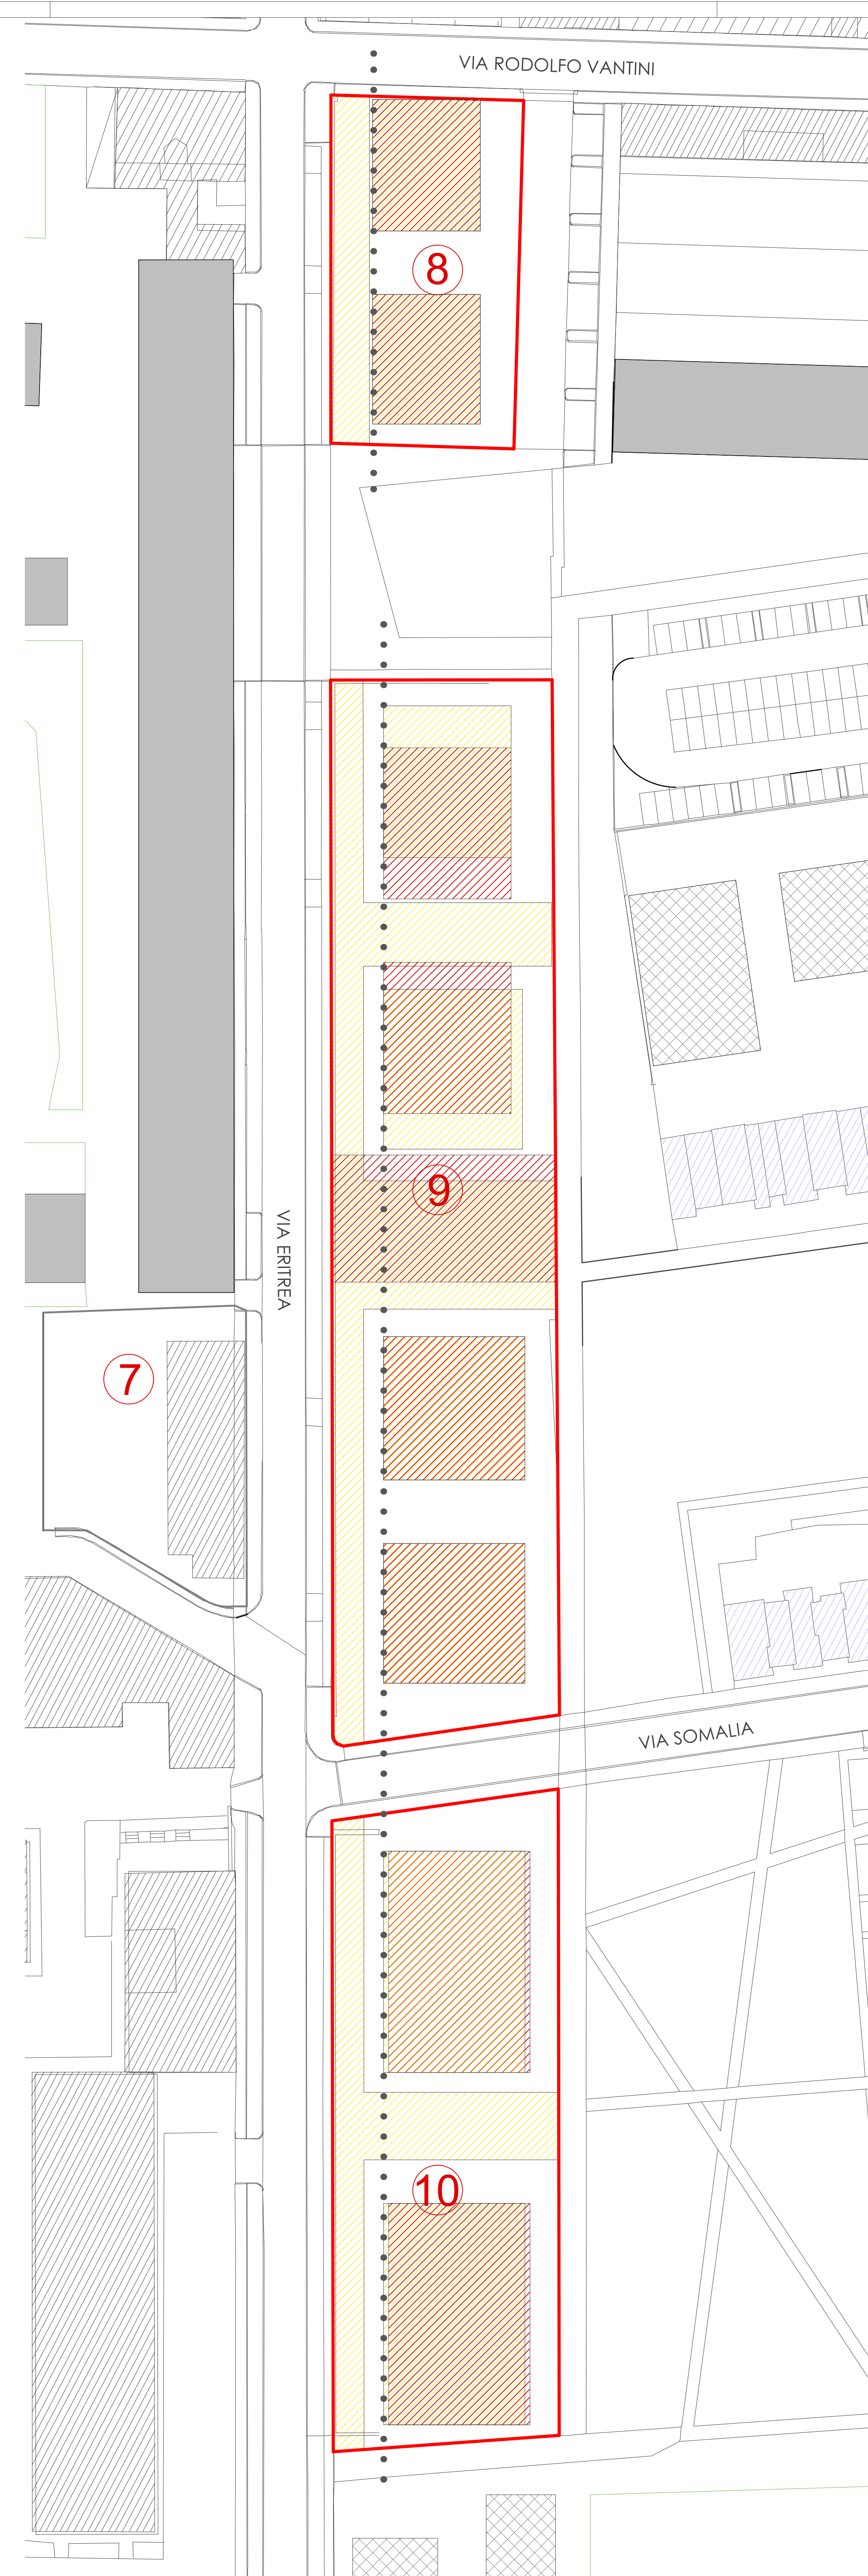 VIA RODOLFO VANTINI
8
9
VIA ERITREA
7
VIA SOMALIA
10